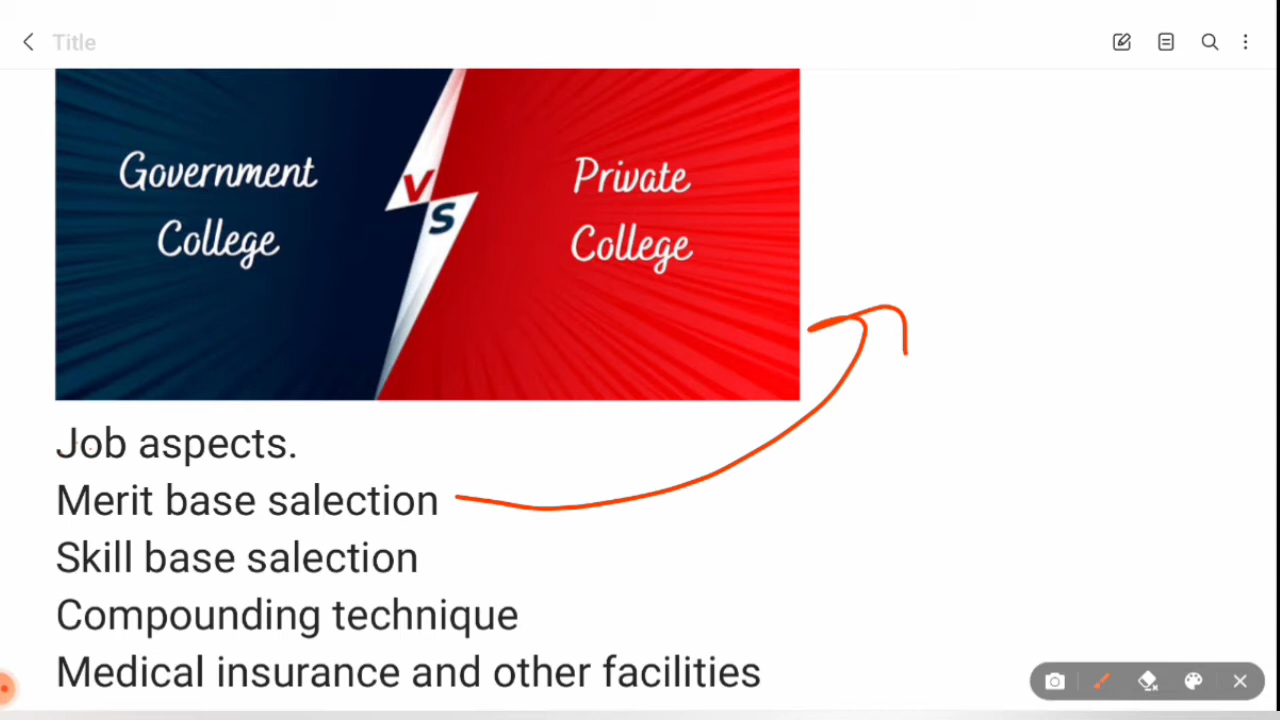 Title
Government
College
V
S
Private
College
Job aspects.
Merit base salection
Skill base salection
Compounding technique
Medical insurance and other facilities